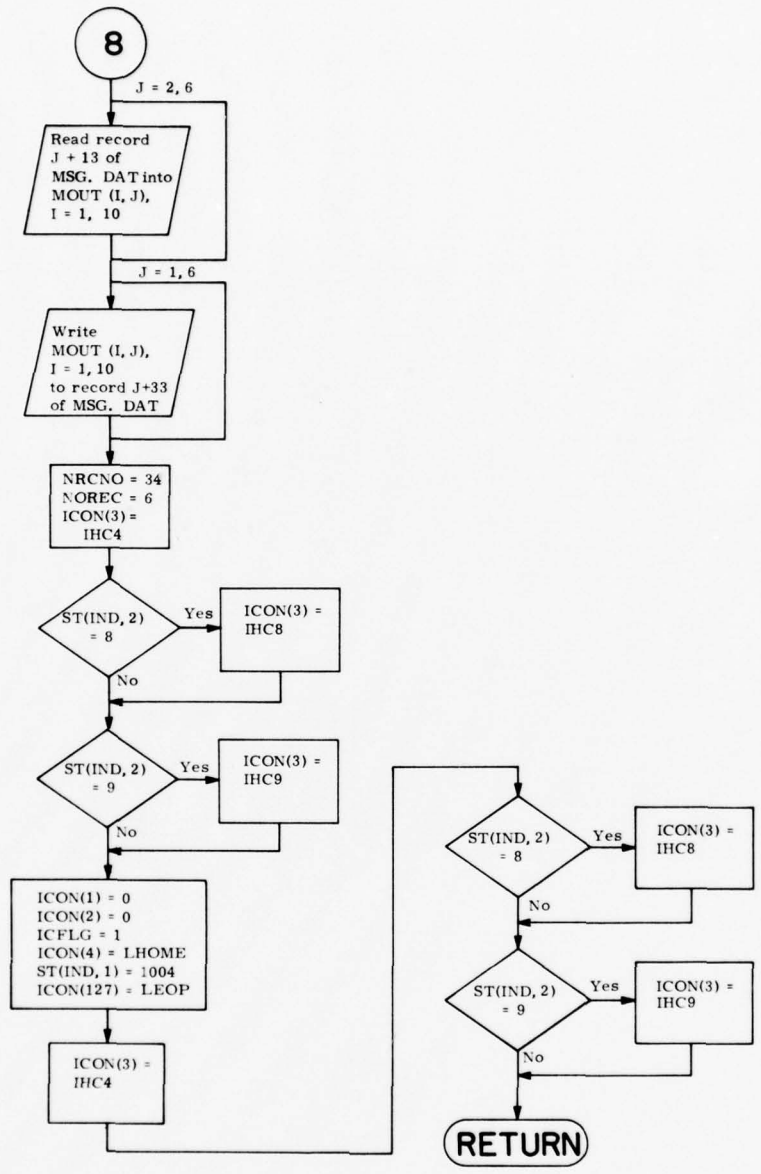 8
J = 2, 6
Read record
J + 13 of
MSG. DAT into
MOUT (I, J),
I = 1, 10
J = 1, 6
Write
MOUT (I, J),
I = 1, 10
to record J+33
of MSG. DAT
NRCNO = 34
NOREC = 6
ICON(3) =
IHC4
ST(IND, 2)
= 8
Yes
ICON(3) =
IHC8
No
ST(IND, 2)
= 9
Yes
ICON(3) =
IHC9
No
ICON(1) = 0
ICON(2) = 0
ICFLG = 1
ICON(4) = LHOME
ST(IND, 1) = 1004
ICON(127) = LEOP
ICON(3) =
IHC4
ST(IND, 2)
= 8
Yes
ICON(3) =
IHC8
No
ST(IND, 2)
= 9
Yes
ICON(3) =
IHC9
No
RETURN